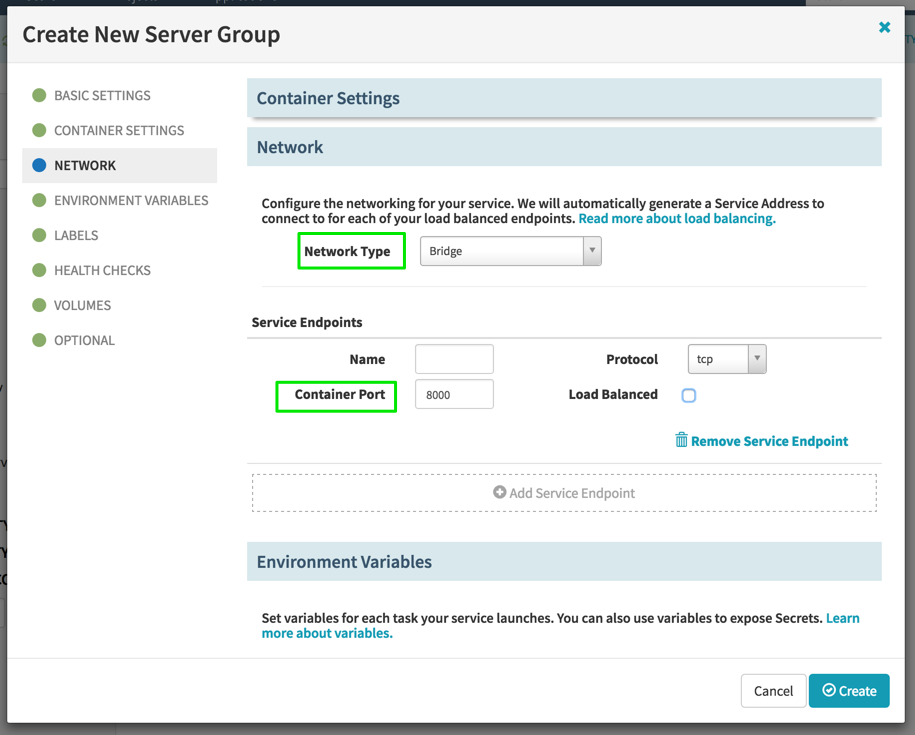 Create New Server Group
BASIC SETTINGS
CONTAINER SETTINGS
NETWORK
ENVIRONMENT VARIABLES
LABELS
HEALTH CHECKS
VOLUMES
OPTIONAL
Container Settings
Network
Configure the networking for your service. We will automatically generate a Service Address to
connect to for each of your load balanced endpoints. Read more about load balancing.
Network Type Bridge
Service Endpoints
Name Protocol tcp
Container Port 8000 Load Balanced
Remove Service Endpoint
Add Service Endpoint
Environment Variables
Set variables for each task your service launches. You can also use variables to expose Secrets. Learn
more about variables.
Cancel Create